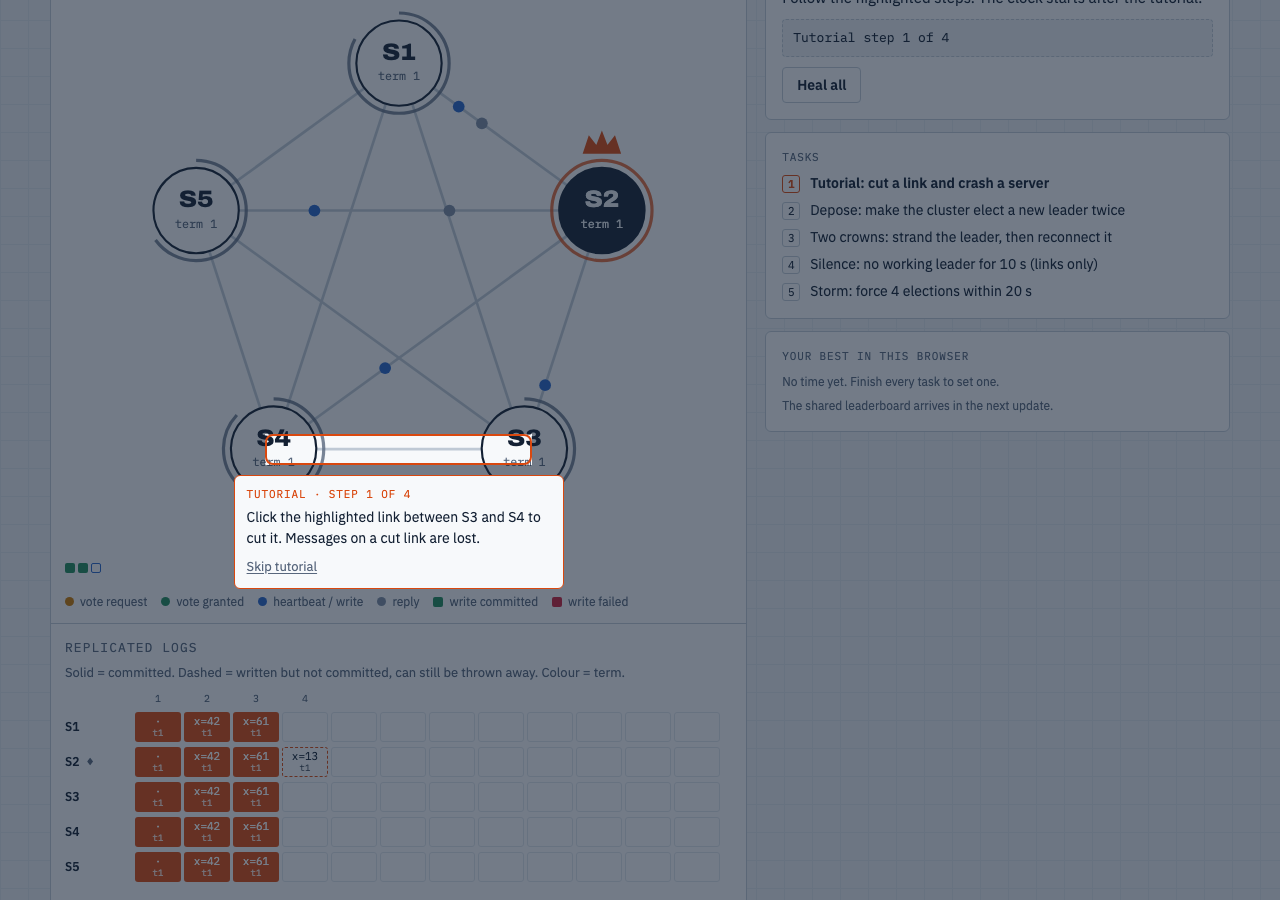 Follow the highlighted steps. The clock starts after the tutorial.
Tutorial step 1 of 4
Heal all
S1
term 1
S5
term 1
S2
term 1
S4
term 1
S3
term 1
TUTORIAL · STEP 1 OF 4
Click the highlighted link between S3 and S4 to
cut it. Messages on a cut link are lost.
Skip tutorial
vote request
vote granted
heartbeat / write
reply
write committed
write failed
TASKS
1 Tutorial: cut a link and crash a server
2 Depose: make the cluster elect a new leader twice
3 Two crowns: strand the leader, then reconnect it
4 Silence: no working leader for 10 s (links only)
5 Storm: force 4 elections within 20 s
YOUR BEST IN THIS BROWSER
No time yet. Finish every task to set one.
The shared leaderboard arrives in the next update.
REPLICATED LOGS
Solid = committed. Dashed = written but not committed, can still be thrown away. Colour = term.
1 2 3 4
S1 · t1 x=42 t1 x=61 t1
S2 ♦ · t1 x=42 t1 x=61 t1 x=13 t1
S3 · t1 x=42 t1 x=61 t1
S4 · t1 x=42 t1 x=61 t1
S5 · t1 x=42 t1 x=61 t1